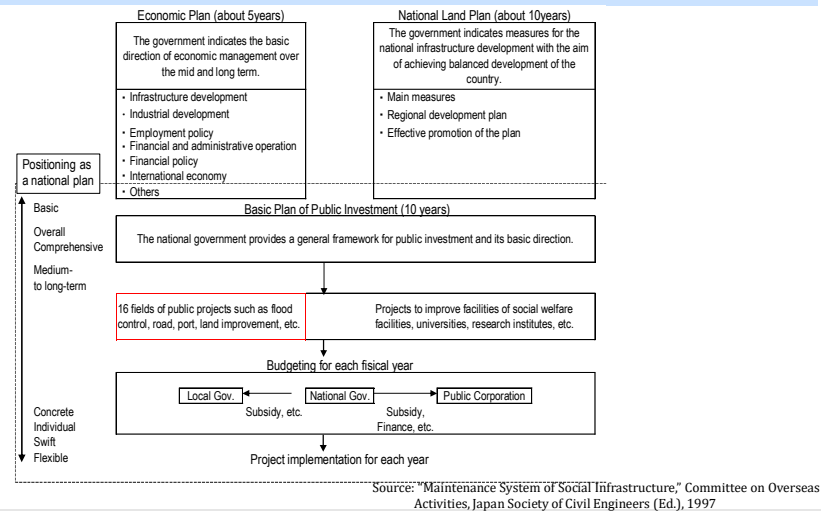 Economic Plan (about 5years)
The government indicates the basic
direction of economic management over
the mid and long term.
・Infrastructure development
・Industrial development
・Employment policy
・Financial and administrative operation
・Financial policy
・International economy
・Others
National Land Plan (about 10years)
The government indicates measures for the
national infrastructure development with the aim
of achieving balanced development of the
country.
・Main measures
・Regional development plan
・Effective promotion of the plan
Positioning as
a national plan
Basic
Overall
Comprehensive
Medium-
to long-term
Concrete
Individual
Swift
Flexible
Basic Plan of Public Investment (10 years)
The national government provides a general framework for public investment and its basic direction.
16 fields of public projects such as flood
control, road, port, land improvement, etc.
Projects to improve facilities of social welfare
facilities, universities, research institutes, etc.
Budgeting for each fisical year
Local Gov.
National Gov.
Public Corporation
Subsidy, etc.
Subsidy,
Finance, etc.
Project implementation for each year
Source: "Maintenance System of Social Infrastructure," Committee on Overseas
Activities, Japan Society of Civil Engineers (Ed.), 1997